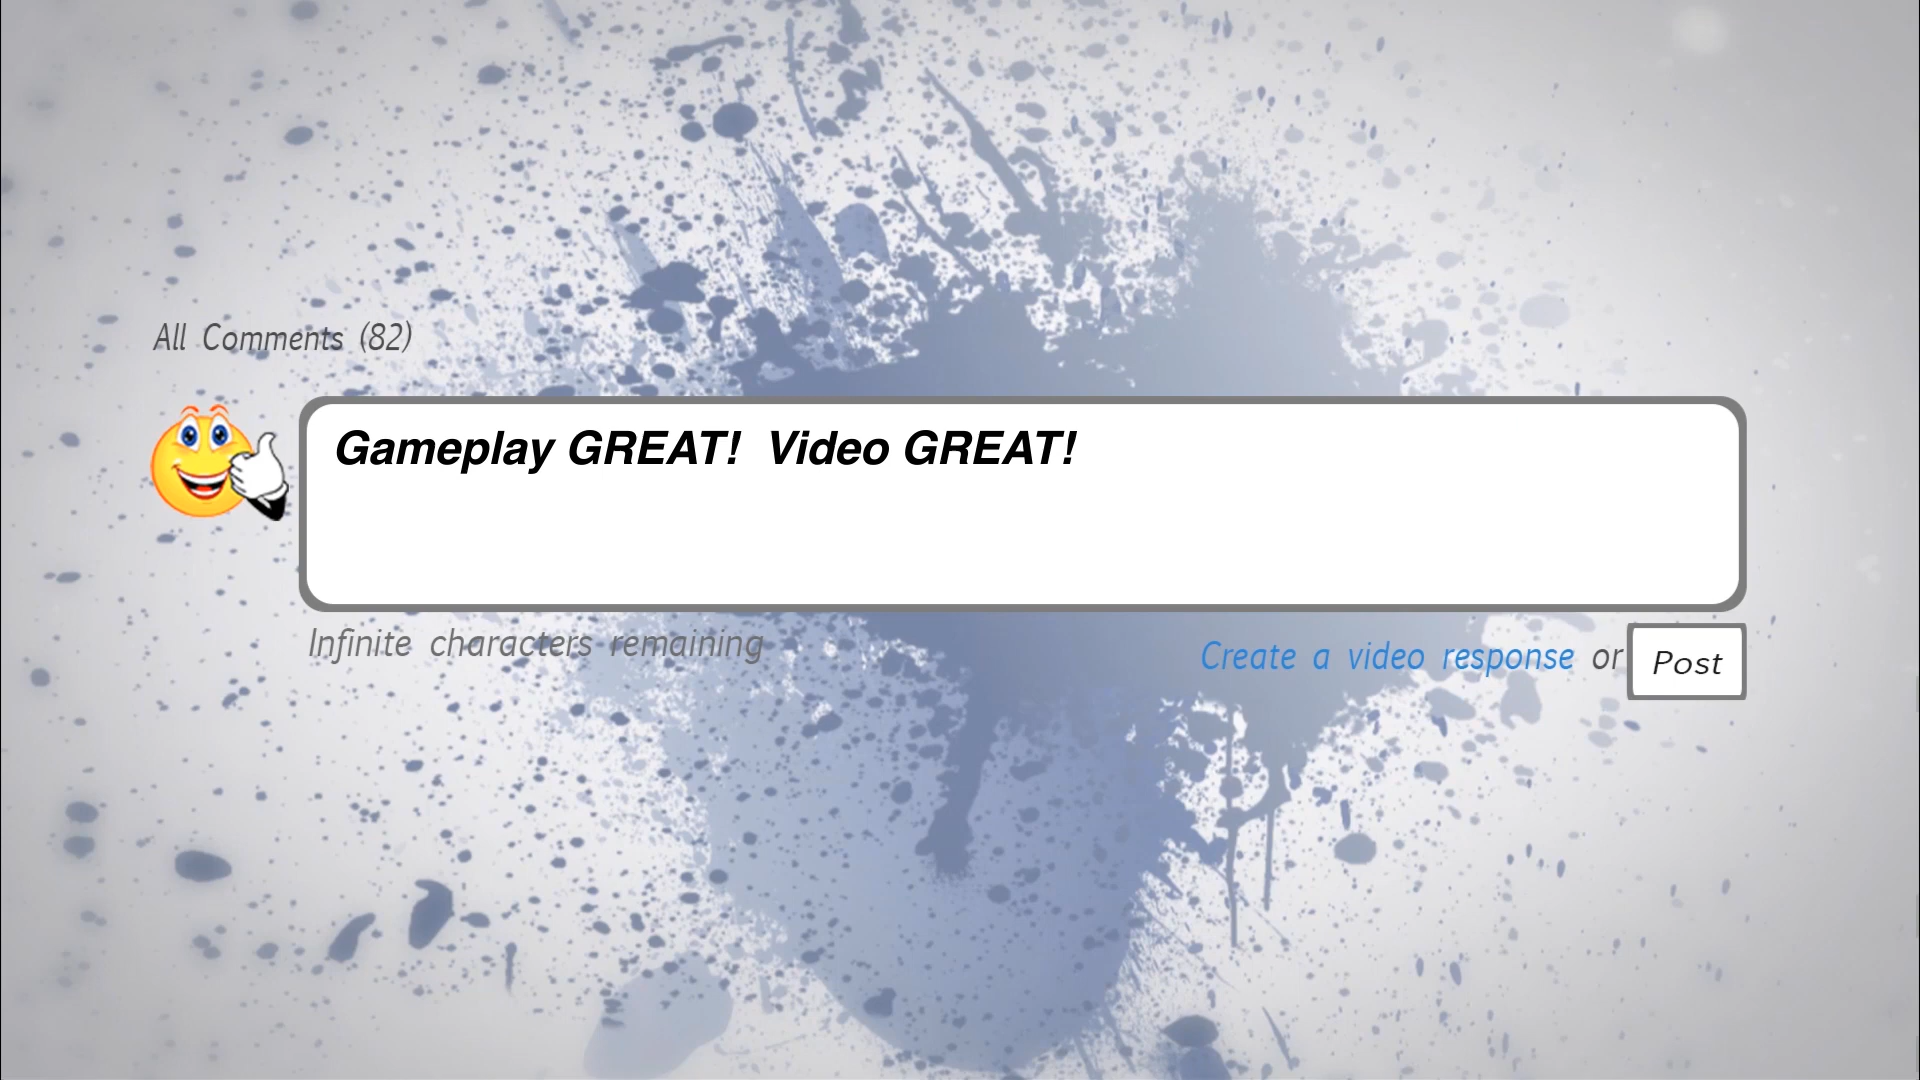 All Comments (82)
Gameplay GREAT!  Video GREAT!
Infinite characters remaining
Create a video response or Post